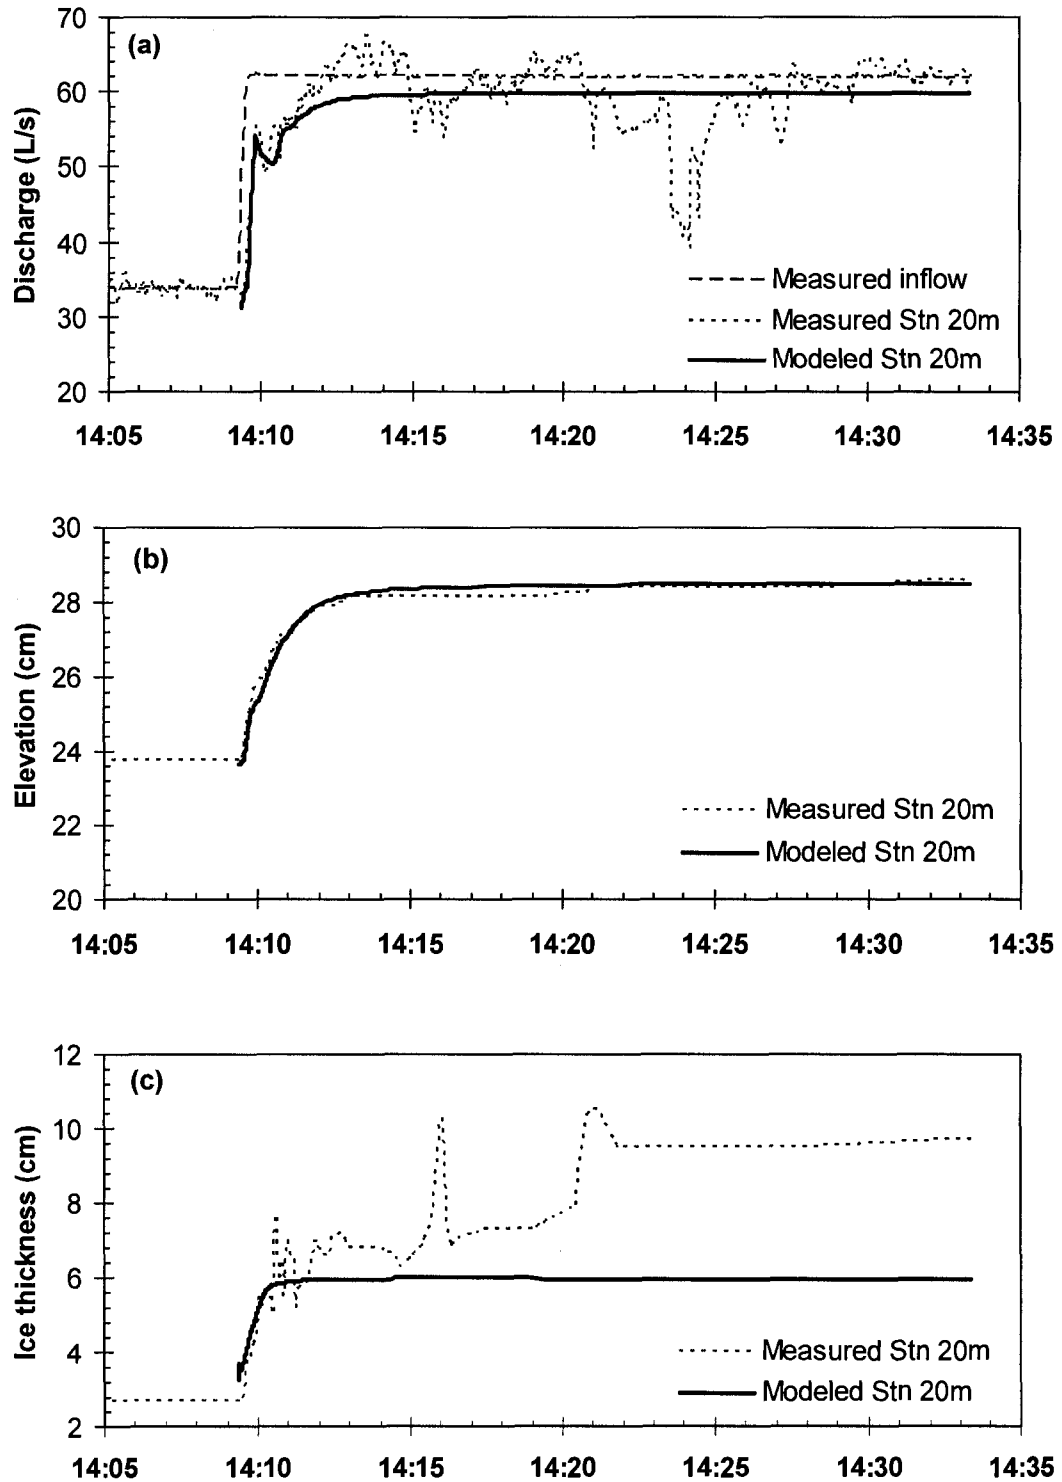 70
(a)
60
50
40
30
20
Discharge (L/s)
Measured inflow
Measured Stn 20m
Modeled Stn 20m
14:05 14:10 14:15 14:20 14:25 14:30 14:35
30
(b)
28
26
24
22
20
Elevation (cm)
Measured Stn 20m
Modeled Stn 20m
14:05 14:10 14:15 14:20 14:25 14:30 14:35
12
(c)
10
8
6
4
2
Ice thickness (cm)
Measured Stn 20m
Modeled Stn 20m
14:05 14:10 14:15 14:20 14:25 14:30 14:35